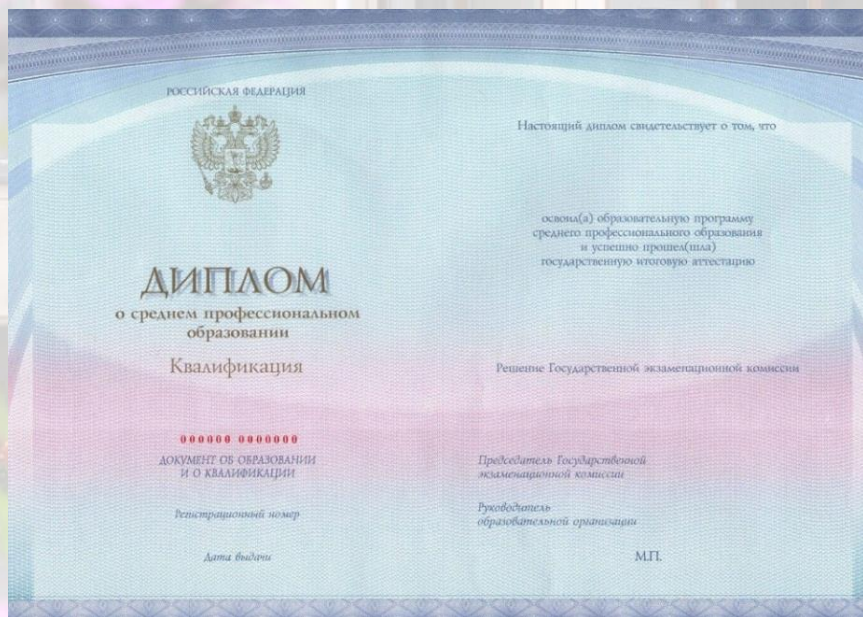 РОССИЙСКАЯ ФЕДЕРАЦИЯ
ДИПЛОМ
о среднем профессиональном
образовании
Квалификация
000000 0000000
ДОКУМЕНТ ОБ ОБРАЗОВАНИИ
И О КВАЛИФИКАЦИИ
Регистрационный номер
Дата выдачи
Настоящий диплом свидетельствует о том, что
освоил(а) образовательную программу
среднего профессионального образования
и успешно прошел(шла)
государственную итоговую аттестацию
Решение Государственной экзаменационной комиссии
Председатель Государственной
экзаменационной комиссии
Руководитель
образовательной организации
М.П.